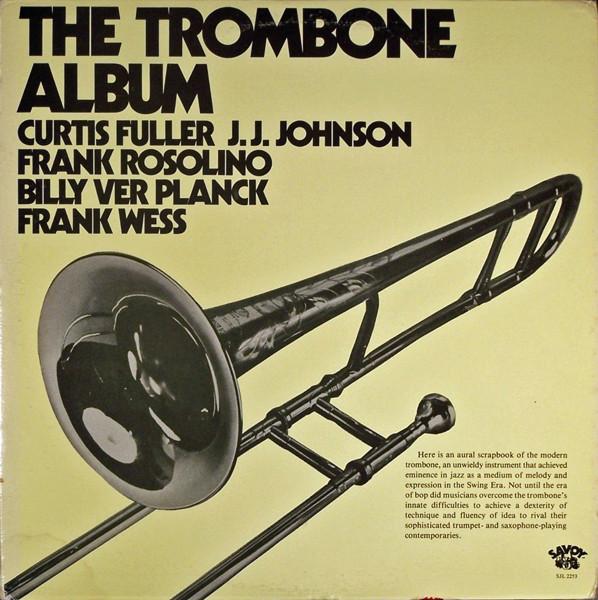 THE TROMBONE
ALBUM
CURTIS FULLER J.J. JOHNSON
FRANK ROSOLINO
BILLY VER PLANCK
FRANK WESS
Here is an aural scrapbook of the modern
trombone, an unwieldy instrument that achieved
eminence in jazz as a medium of melody and
expression in the Swing Era. Not until the era
of bop did musicians overcome the trombone's
innate difficulties to achieve a dexterity of
technique and fluency of idea to rival their
sophisticated trumpet- and saxophone-playing
contemporaries.
SAVOY
SJL 2253